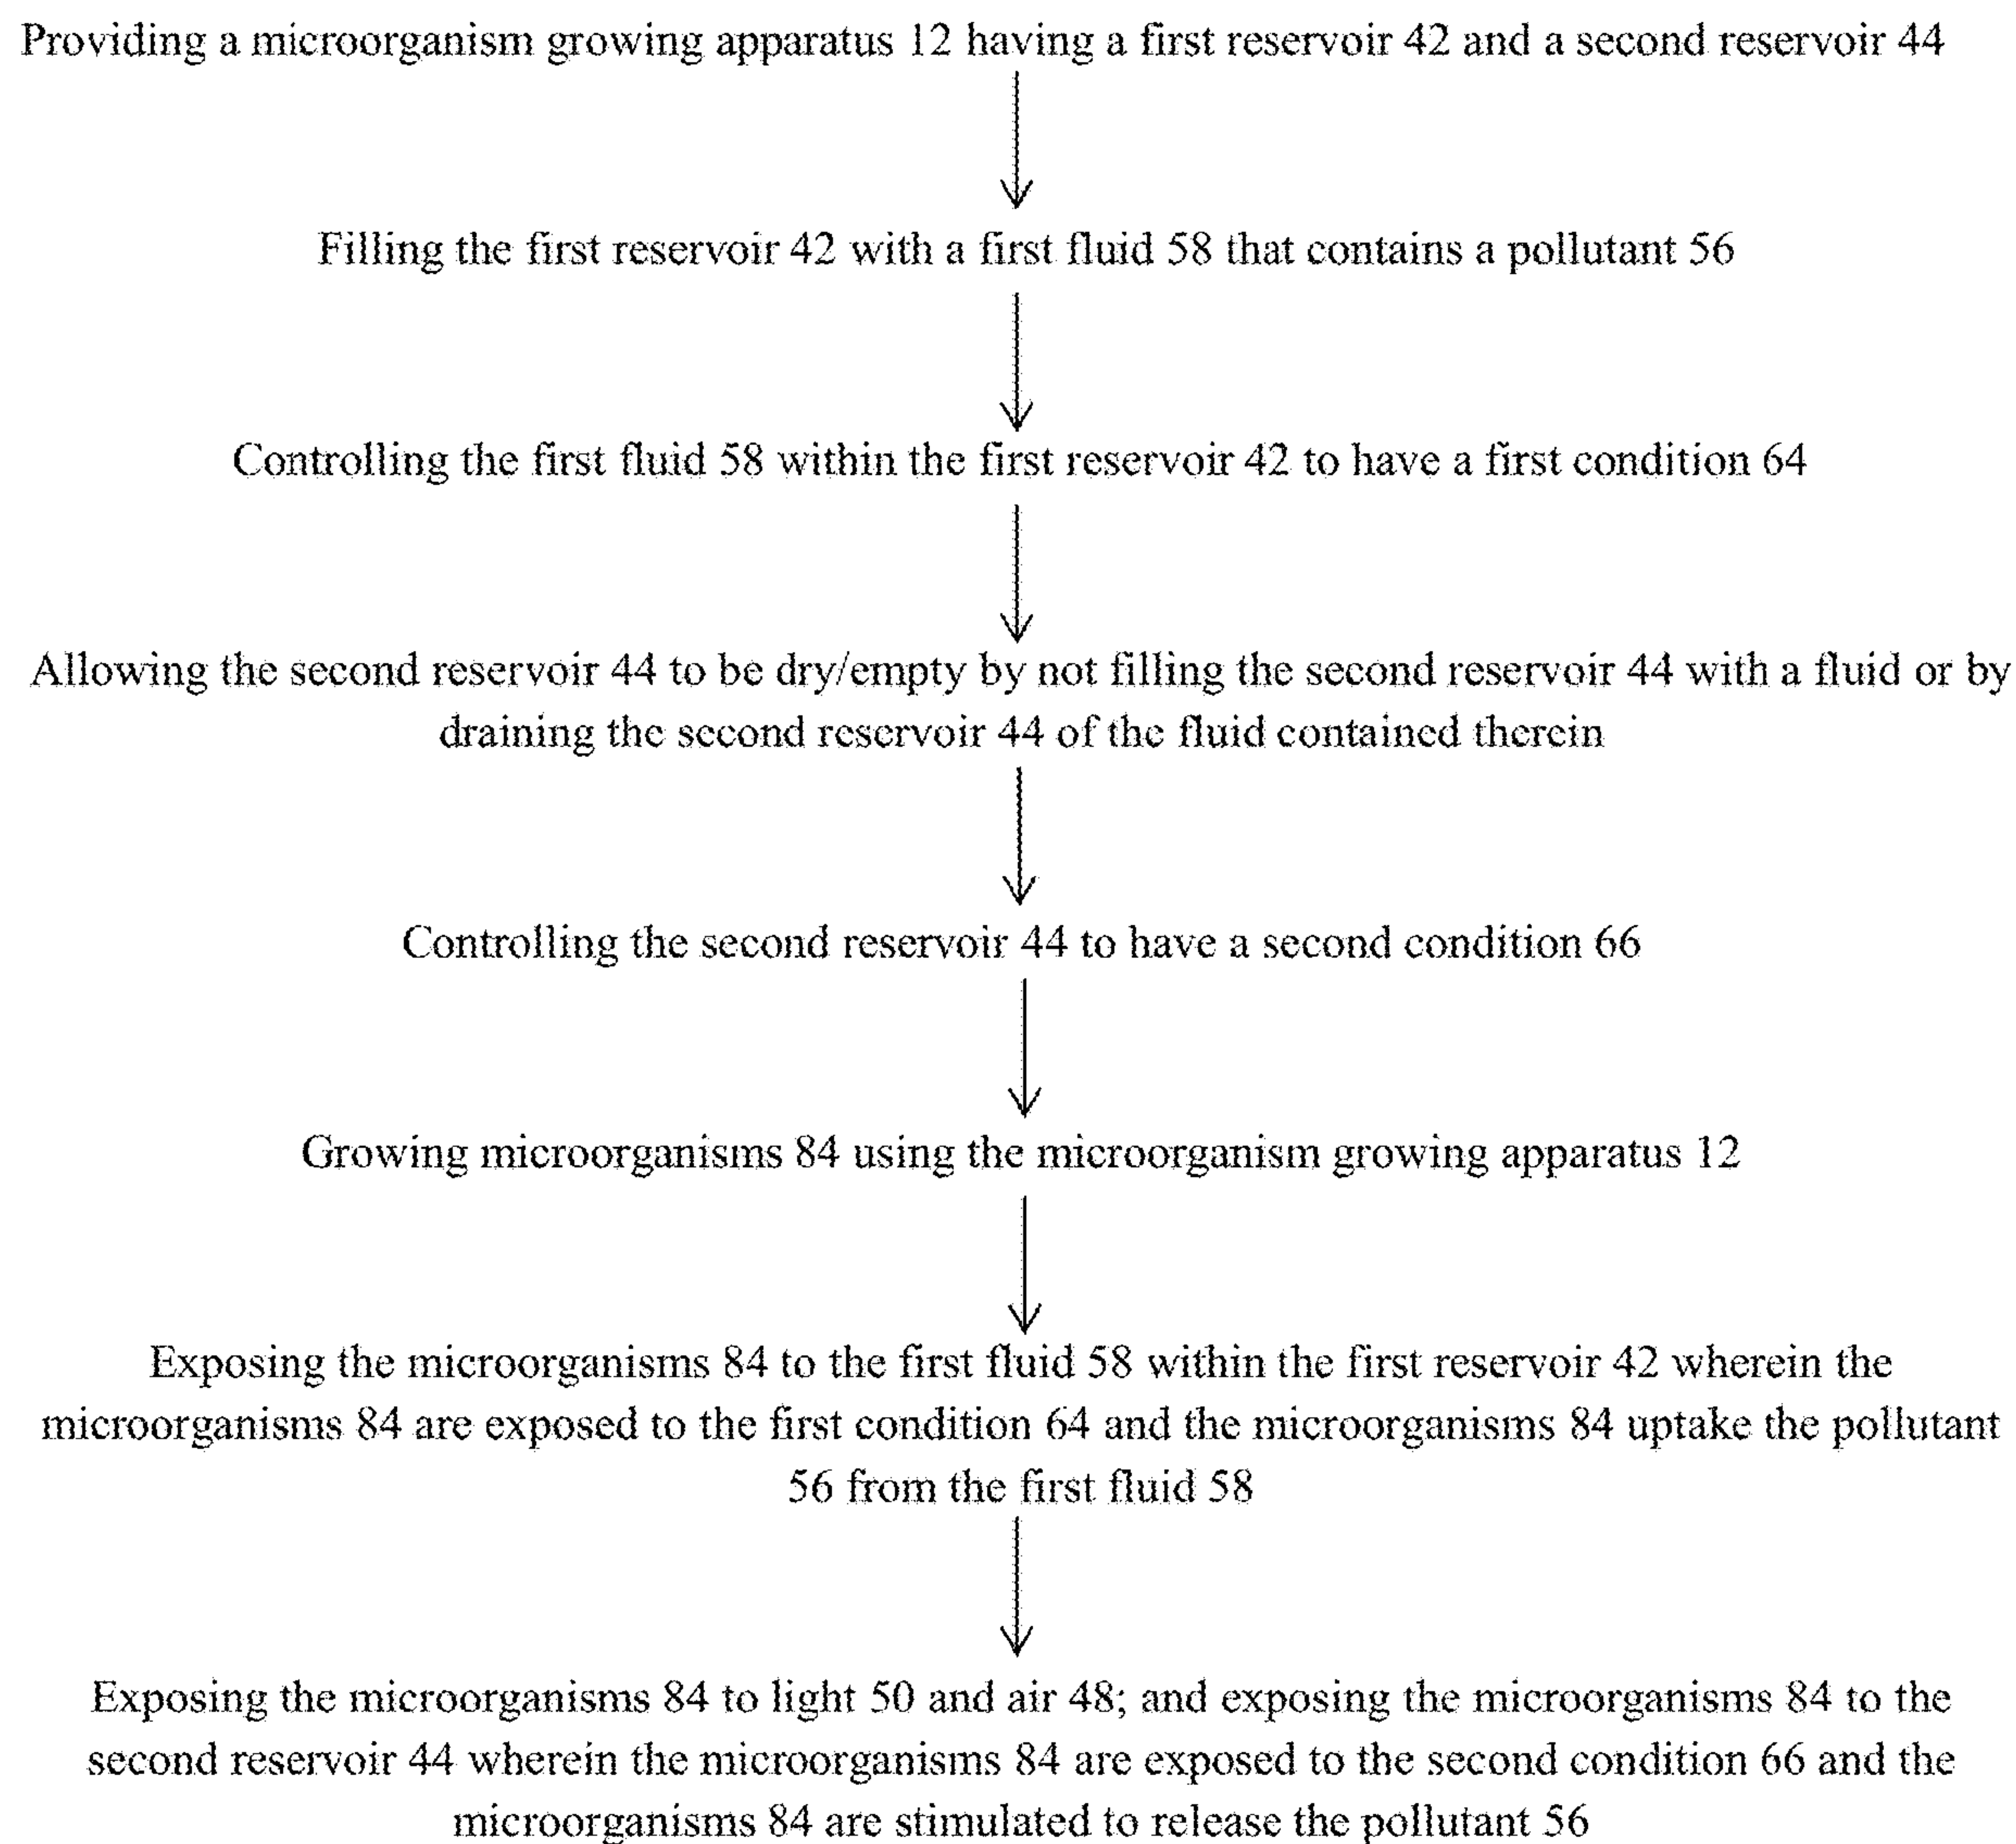 Providing a microorganism growing apparatus 12 having a first reservoir 42 and a second reservoir 44
Filling the first reservoir 42 with a first fluid 58 that contains a pollutant 56
Controlling the first fluid 58 within the first reservoir 42 to have a first condition 64
Allowing the second reservoir 44 to be dry/empty by not filling the second reservoir 44 with a fluid or by
draining the second reservoir 44 of the fluid contained therein
Controlling the second reservoir 44 to have a second condition 66
Growing microorganisms 84 using the microorganism growing apparatus 12
Exposing the microorganisms 84 to the first fluid 58 within the first reservoir 42 wherein the
microorganisms 84 are exposed to the first condition 64 and the microorganisms 84 uptake the pollutant
56 from the first fluid 58
Exposing the microorganisms 84 to light 50 and air 48; and exposing the microorganisms 84 to the
second reservoir 44 wherein the microorganisms 84 are exposed to the second condition 66 and the
microorganisms 84 are stimulated to release the pollutant 56